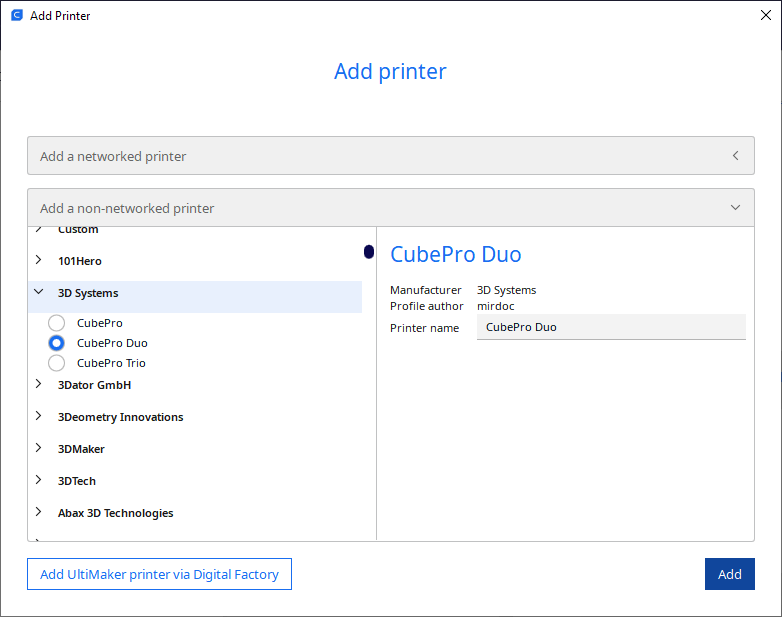 Add Printer
Add printer
Add a networked printer
Add a non-networked printer
Custom
101Hero
3D Systems
CubePro
CubePro Duo
CubePro Trio
3Dator GmbH
3Deometry Innovations
3DMaker
3DTech
Abax 3D Technologies
CubePro Duo
Manufacturer 3D Systems
Profile author mirdoc
Printer name CubePro Duo
Add UltiMaker printer via Digital Factory
Add